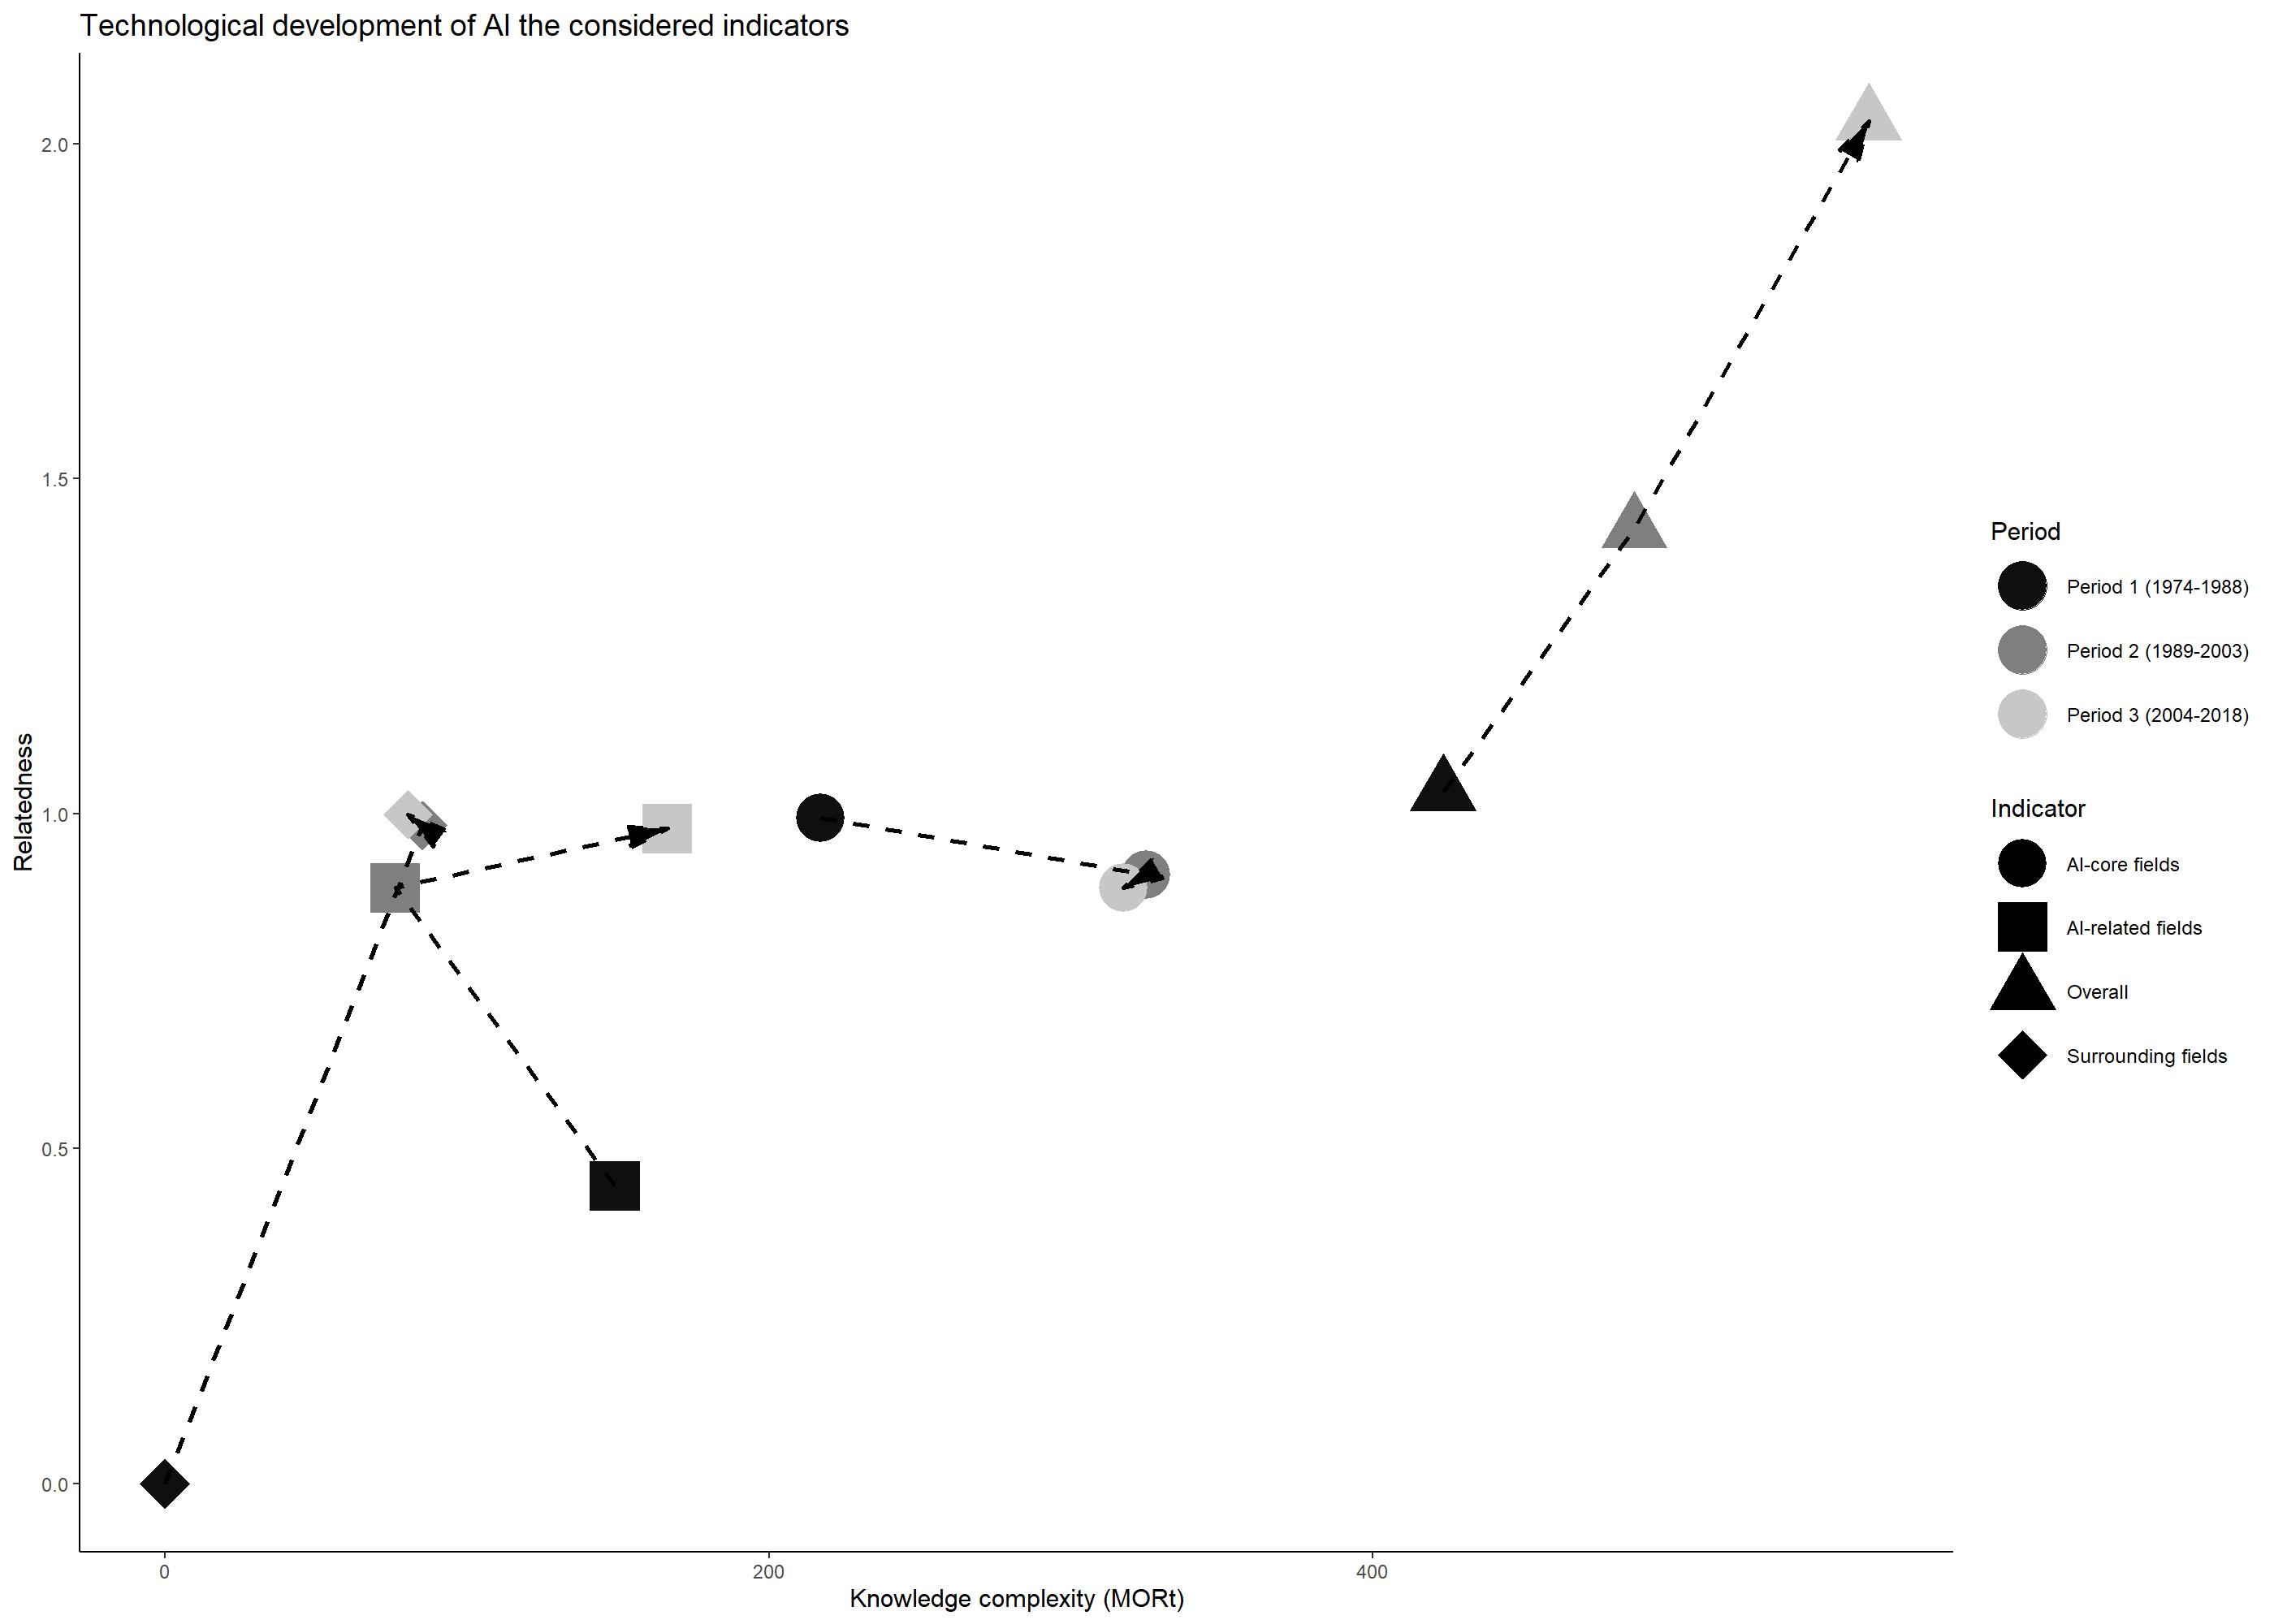 Technological development of AI the considered indicators
2.0
1.5
1.0
0.5
0.0
Relatedness
0
200
400
Knowledge complexity (MORt)
Period
Period 1 (1974-1988)
Period 2 (1989-2003)
Period 3 (2004-2018)
Indicator
AI-core fields
AI-related fields
Overall
Surrounding fields